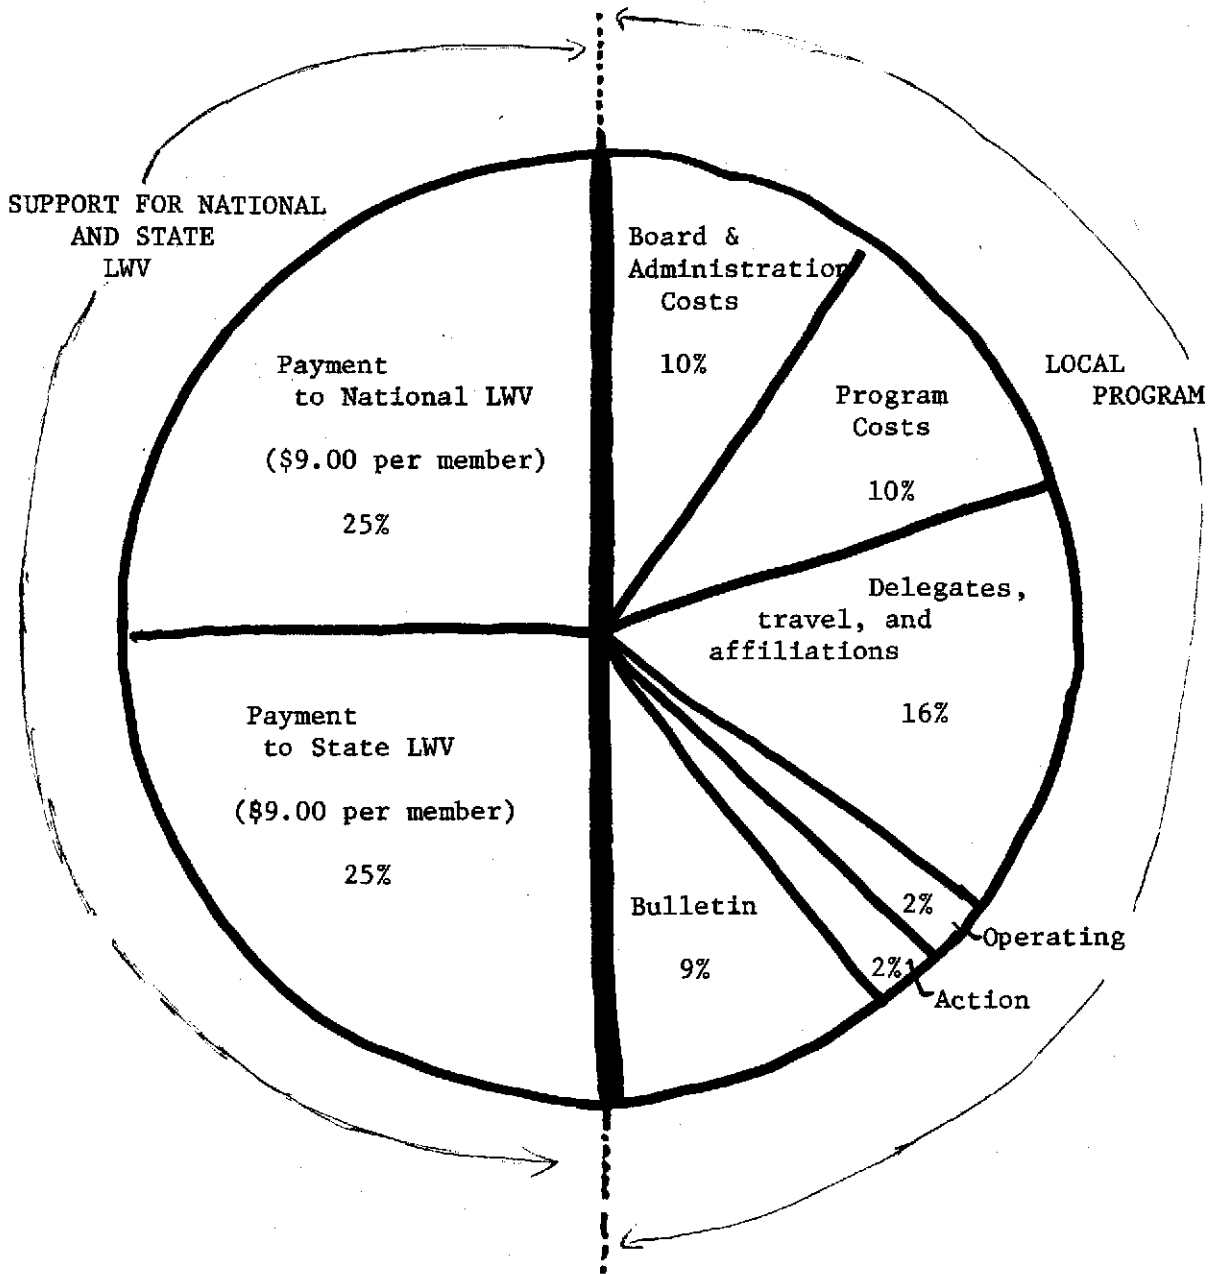 SUPPORT FOR NATIONAL
AND STATE
LWV
Payment
to National LWV
($9.00 per member)
25%
Payment
to State LWV
($9.00 per member)
25%
Board &
Administration
Costs
10%
LOCAL
PROGRAM
Program
Costs
10%
Delegates,
travel, and
affiliations
16%
2%
Operating
2%
Action
Bulletin
9%